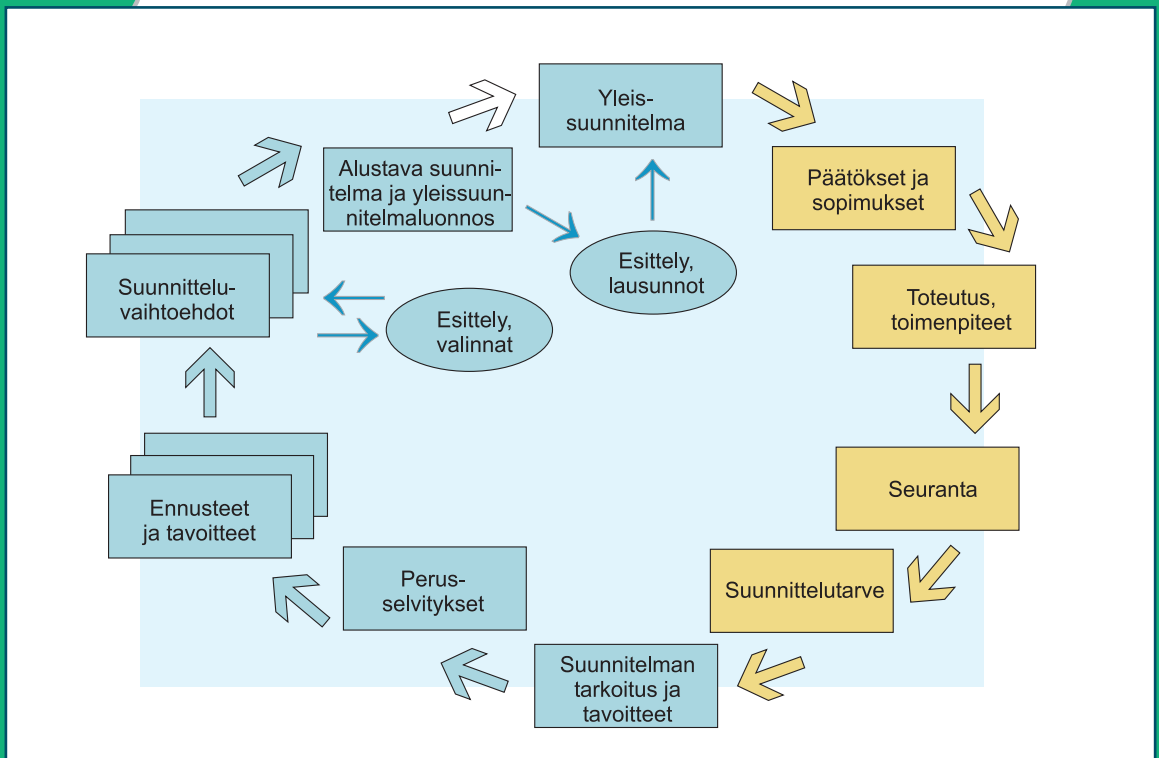 Yleis-
suunnitelma
Alustava suunni-
telma ja yleissuun-
nitelmaluonnos
Päätökset ja
sopimukset
Esittely,
lausunnot
Suunnittelu-
vaihtoehdot
Esittely,
valinnat
Toteutus,
toimenpiteet
Ennusteet
ja tavoitteet
Seuranta
Perus-
selvitykset
Suunnittelutarve
Suunnitelman
tarkoitus ja
tavoitteet